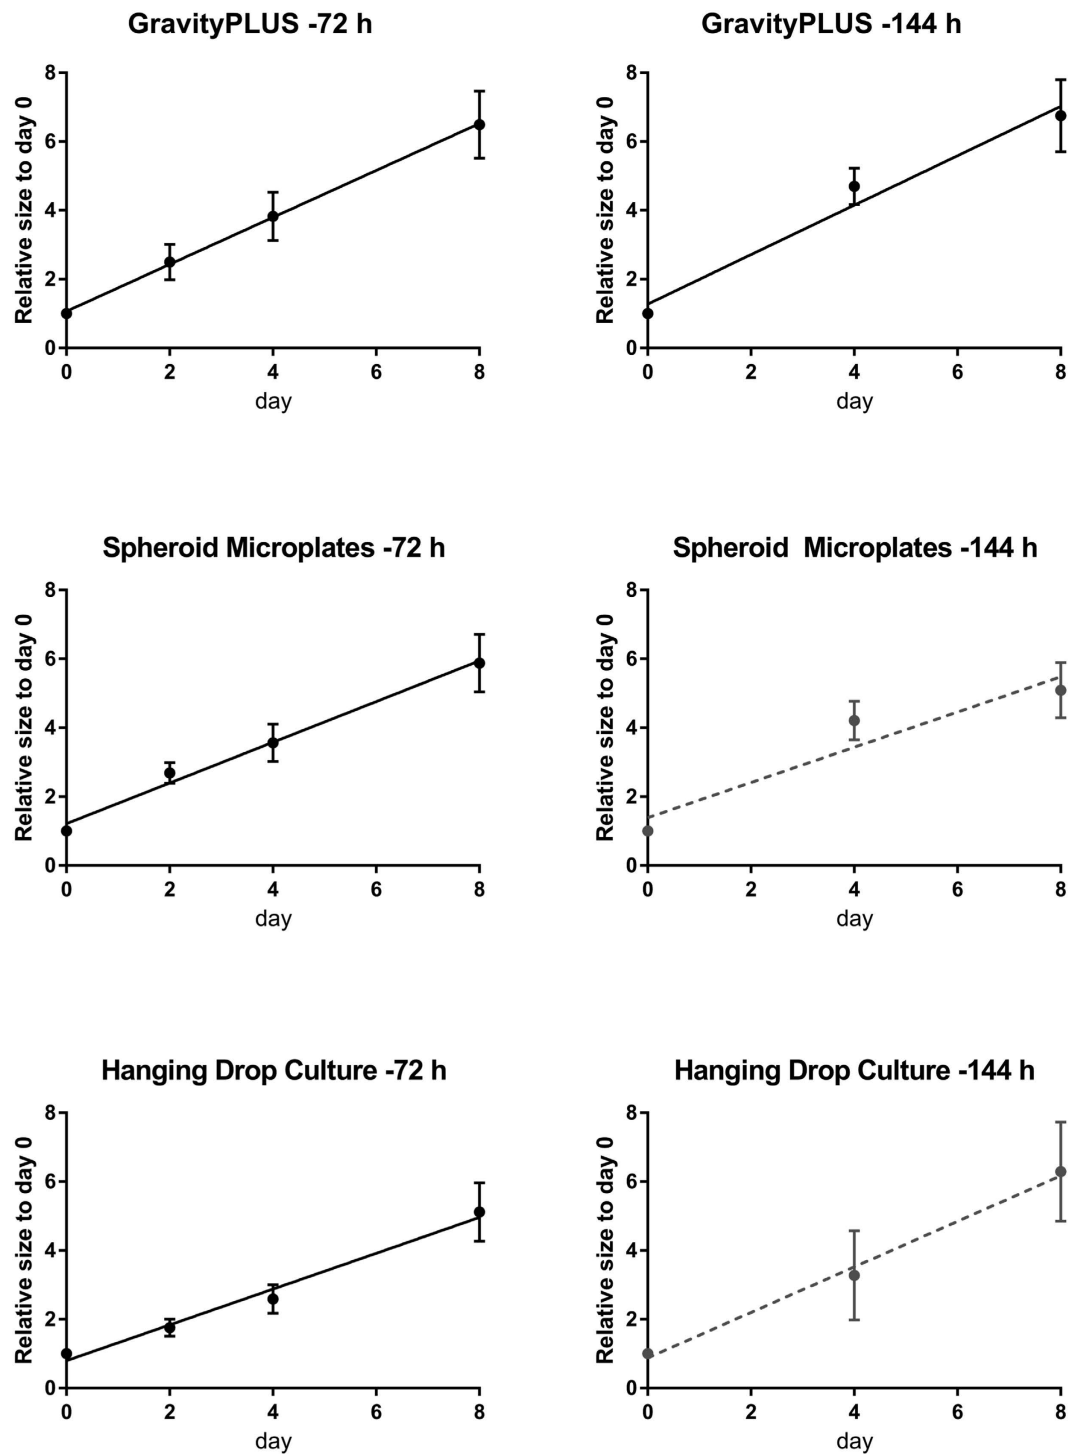 GravityPLUS -72 h
Relative size to day 0
8
6
4
2
0
0 2 4 6 8
day
GravityPLUS -144 h
Relative size to day 0
8
6
4
2
0
0 2 4 6 8
day
Spheroid Microplates -72 h
Relative size to day 0
8
6
4
2
0
0 2 4 6 8
day
Spheroid  Microplates -144 h
Relative size to day 0
8
6
4
2
0
0 2 4 6 8
day
Hanging Drop Culture -72 h
Relative size to day 0
8
6
4
2
0
0 2 4 6 8
day
Hanging Drop Culture -144 h
Relative size to day 0
8
6
4
2
0
0 2 4 6 8
day